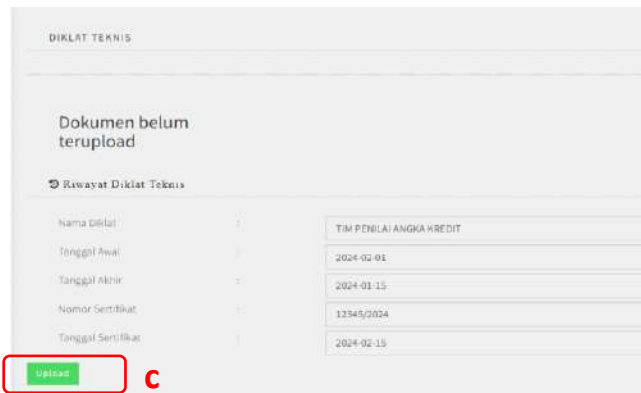 DIKLAT TEKNIS
Dokumen belum
terupload
Riwayat Diklat Teknis
Nama Diklat : TIM PENILAI ANGKA KREDIT
Tanggal Awal : 2024-02-01
Tanggal Akhir : 2024-01-15
Nomor Sertifikat : 12345/2024
Tanggal Sertifikat : 2024-02-15
Upload c